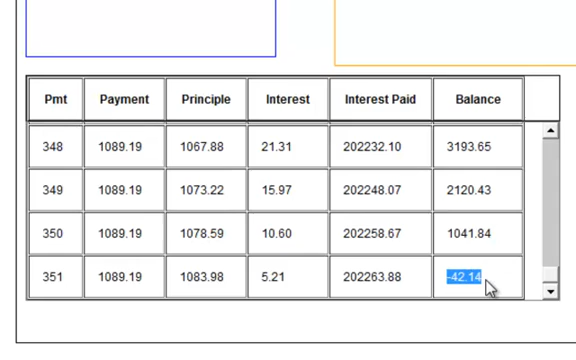 Pmt Payment Principle Interest Interest Paid Balance
348 1089.19 1067.88 21.31 202232.10 3193.65
349 1089.19 1073.22 15.97 202248.07 2120.43
350 1089.19 1078.59 10.60 202258.67 1041.84
351 1089.19 1083.98 5.21 202263.88 -42.14